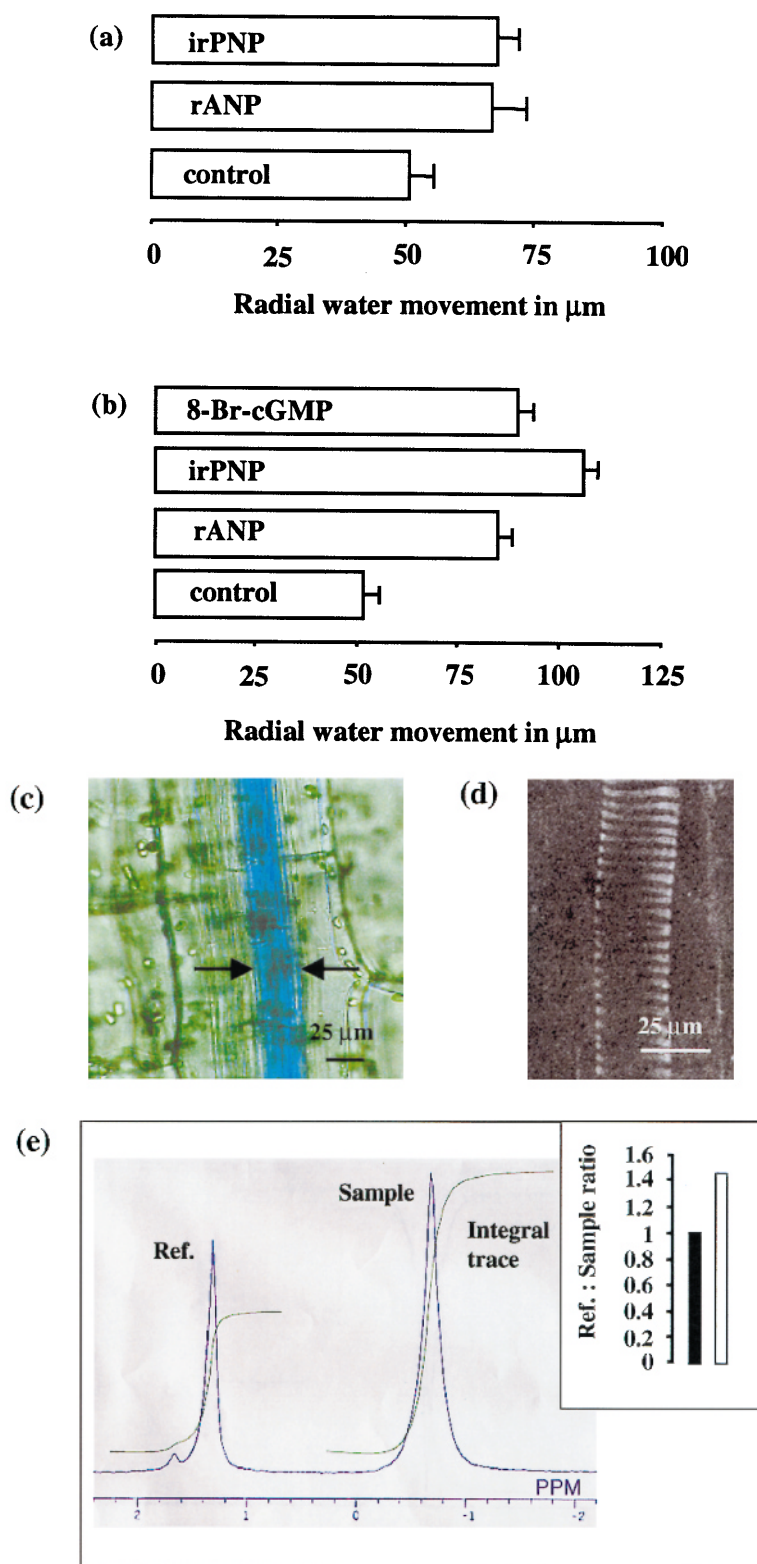 (a)
irPNP
rANP
control
0 25 50 75 100
Radial water movement in μm
(b)
8-Br-cGMP
irPNP
rANP
control
0 25 50 75 100 125
Radial water movement in μm
(c)
25 μm
(d)
25 μm
(e)
Ref.
Sample
Integral
trace
PPM
2 1 0 -1 -2
Ref. : Sample ratio
1.6
1.4
1
0.8
0.6
0.4
0.2
0